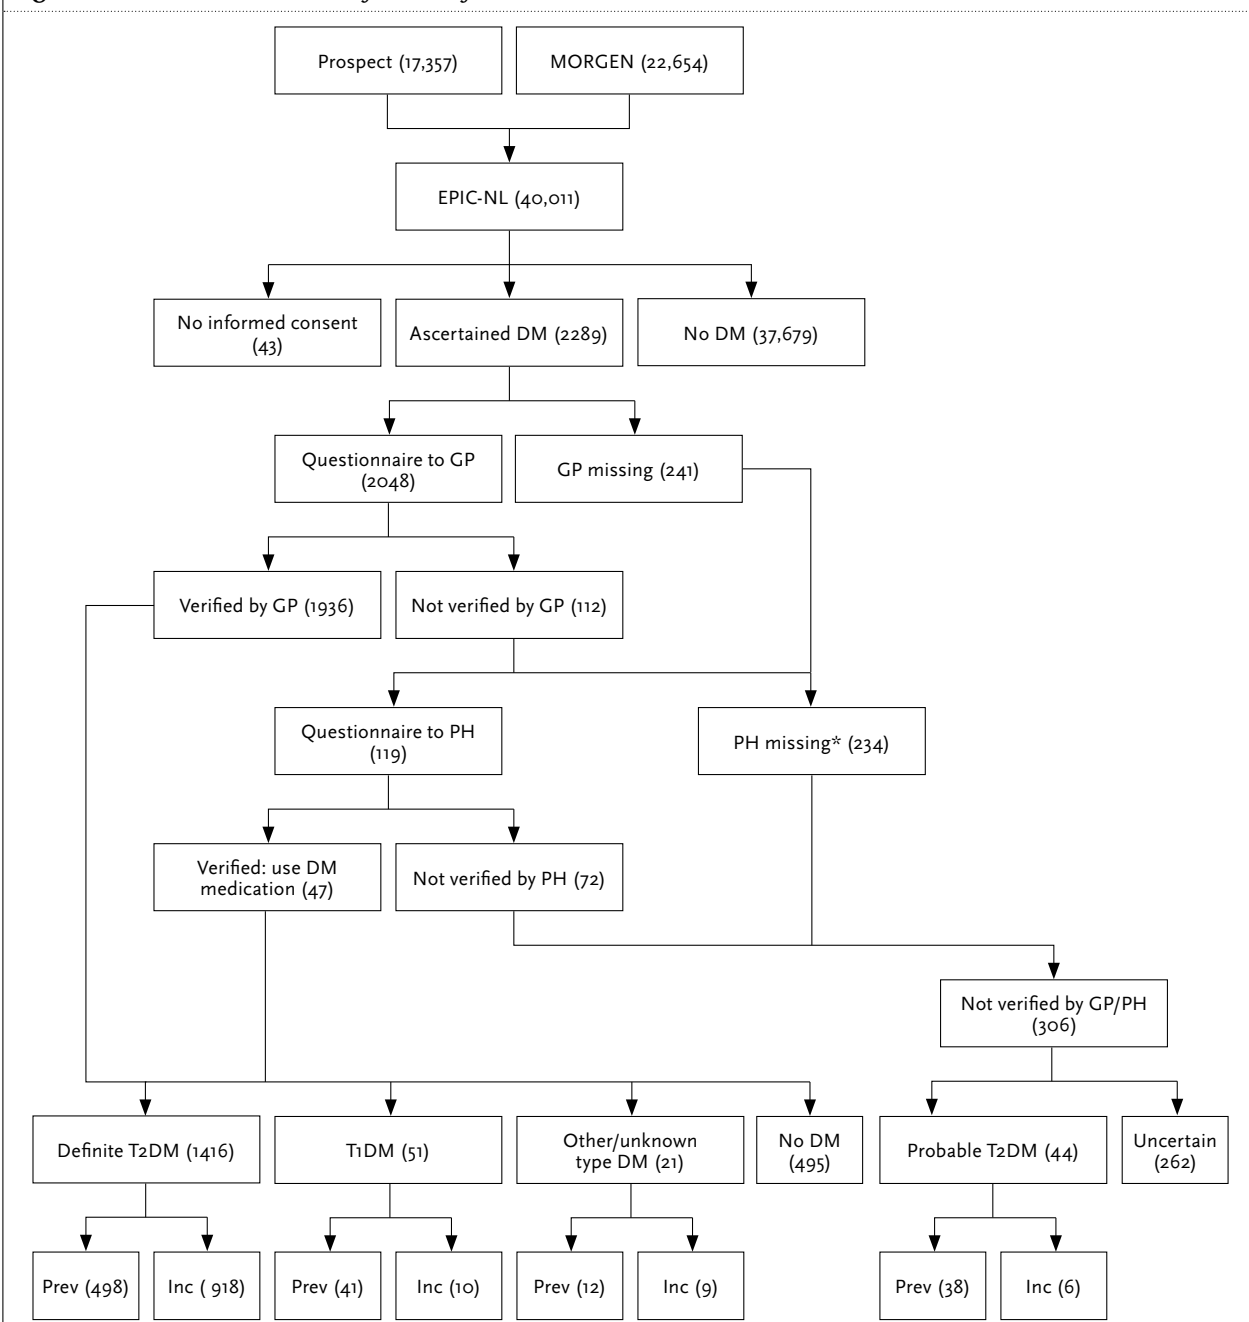 Prospect (17,357)
MORGEN (22,654)
EPIC-NL (40,011)
No informed consent
(43)
Ascertained DM (2289)
No DM (37,679)
Questionnaire to GP
(2048)
GP missing (241)
Verified by GP (1936)
Not verified by GP (112)
Questionnaire to PH
(119)
PH missing* (234)
Verified: use DM
medication (47)
Not verified by PH (72)
Not verified by GP/PH
(306)
Definite T2DM (1416)
T1DM (51)
Other/unknown
type DM (21)
No DM
(495)
Probable T2DM (44)
Uncertain
(262)
Prev (498)
Inc ( 918)
Prev (41)
Inc (10)
Prev (12)
Inc (9)
Prev (38)
Inc (6)